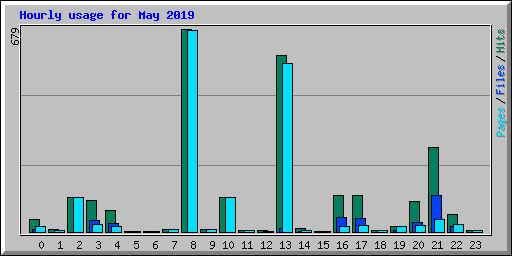 Hourly usage for May 2019
679
Pages / Files / Hits
0 1 2 3 4 5 6 7 8 9 10 11 12 13 14 15 16 17 18 19 20 21 22 23